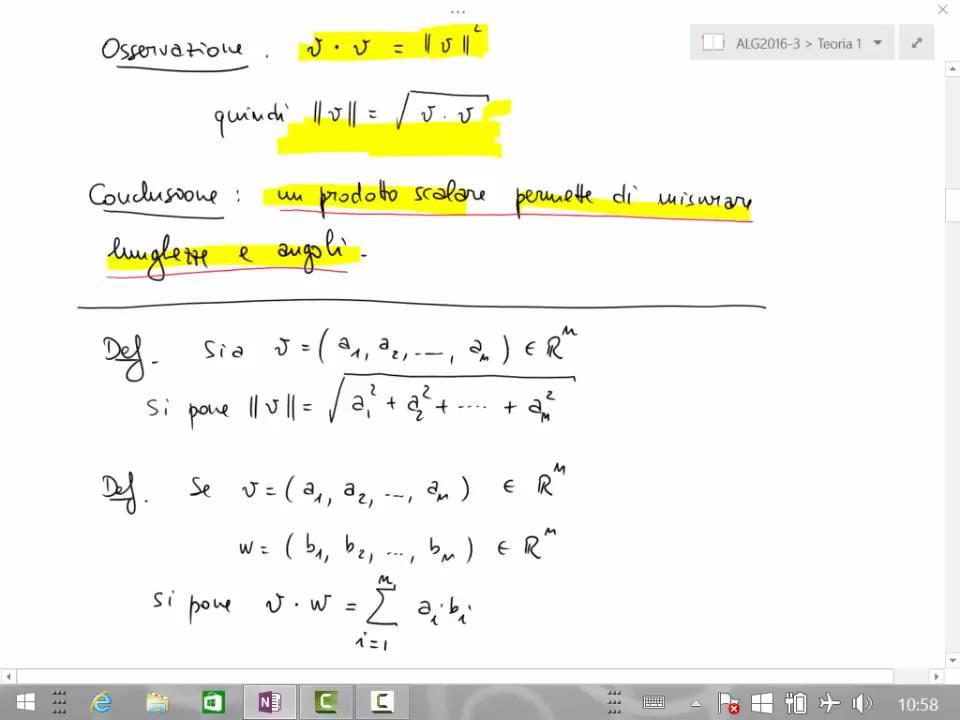 Osservazione. v · v = ‖v‖²
ALG2016-3 > Teoria 1
quindi ‖v‖ = √(v · v)
Conclusione: un prodotto scalare permette di misurare
lunghezze e angoli.
Def. Sia v = (a₁, a₂, ..., aₙ) ∈ ℝⁿ
si pone ‖v‖ = √(a₁² + a₂² + ... + aₙ²)
Def. Se v = (a₁, a₂, ..., aₙ) ∈ ℝⁿ
w = (b₁, b₂, ..., bₙ) ∈ ℝⁿ
si pone v · w = ∑ᵢ₌₁ⁿ aᵢ·bᵢ
10:58